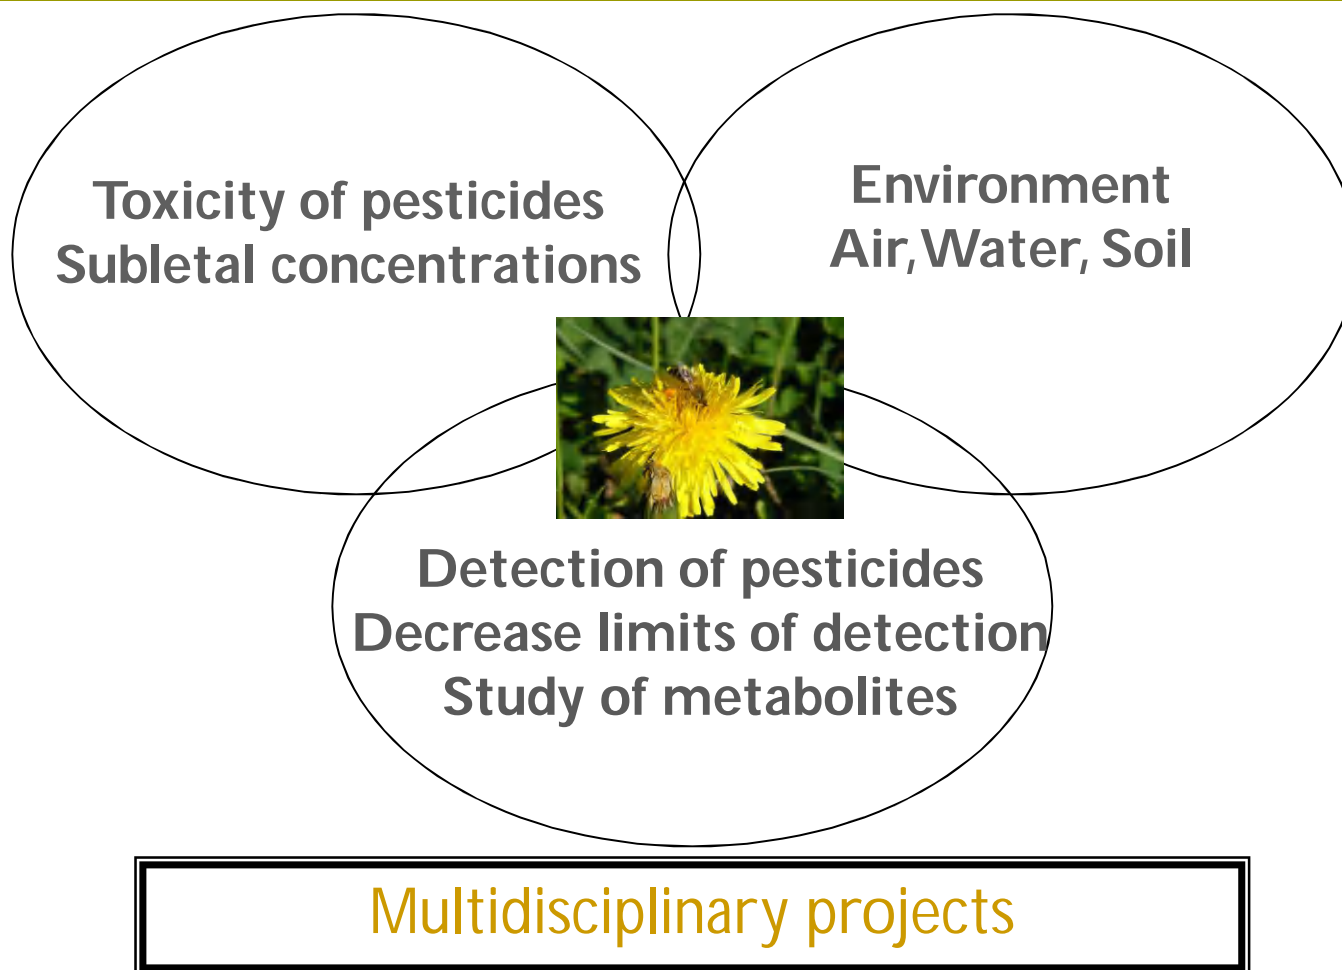 Toxicity of pesticides
Subletal concentrations
Environment
Air, Water, Soil
Detection of pesticides
Decrease limits of detection
Study of metabolites
Multidisciplinary projects